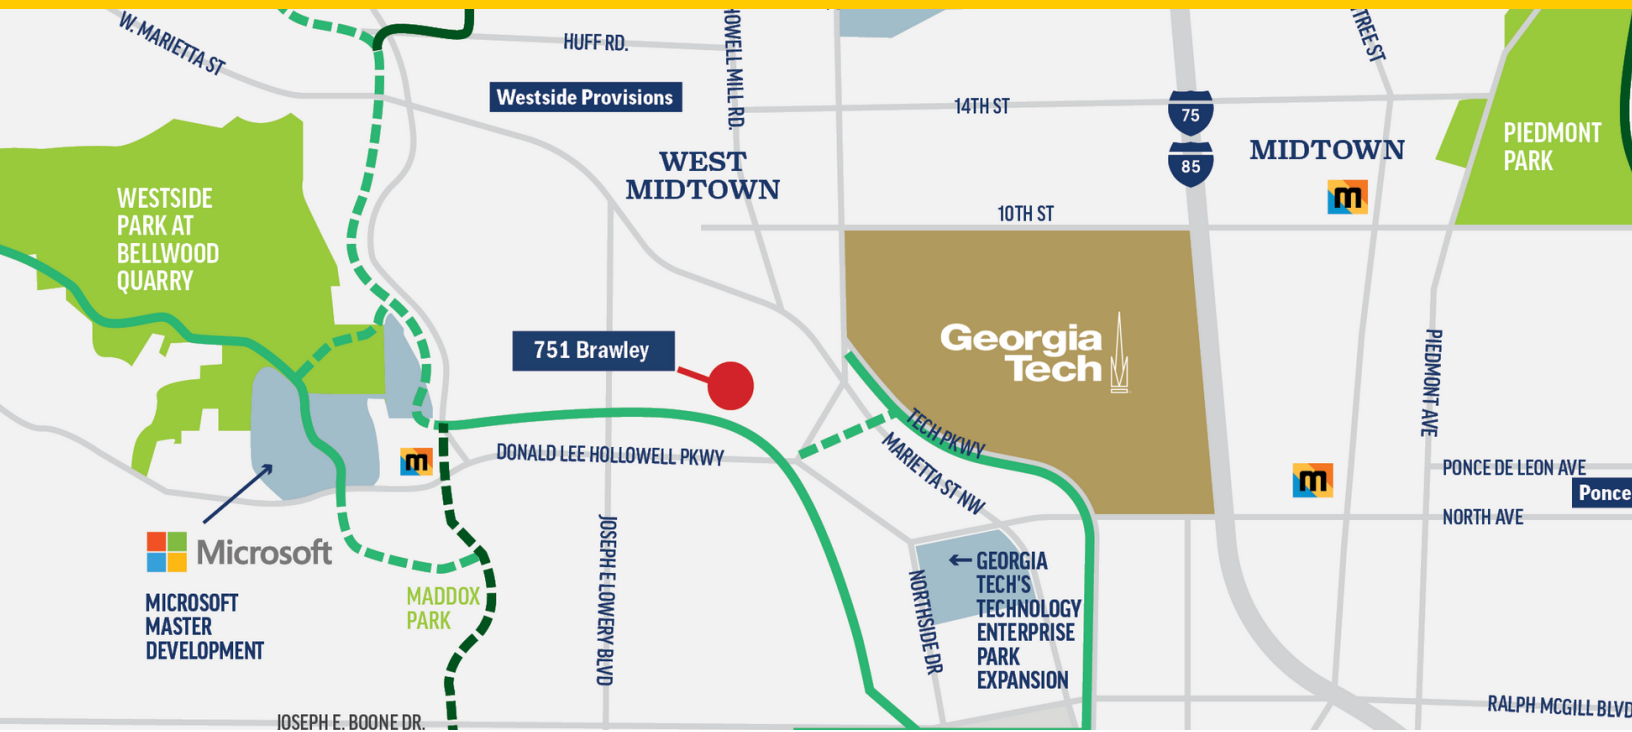 W. MARIETTA ST
HUFF RD.
HOWELL MILL RD.
Westside Provisions
14TH ST
75
85
MIDTOWN
m
PIEDMONT
PARK
WEST
MIDTOWN
WESTSIDE
PARK AT
BELLWOOD
QUARRY
10TH ST
751 Brawley
Georgia
Tech
PIEDMONT AVE
TECH PKWY
MARIETTA ST NW
DONALD LEE HOLLOWELL PKWY
m
m
PONCE DE LEON AVE
Ponce
NORTH AVE
Microsoft
MICROSOFT
MASTER
DEVELOPMENT
MADDOX
PARK
JOSEPH E LOWERY BLVD
NORTHSIDE DR
GEORGIA
TECH'S
TECHNOLOGY
ENTERPRISE
PARK
EXPANSION
RALPH MCGILL BLVD
JOSEPH E. BOONE DR.